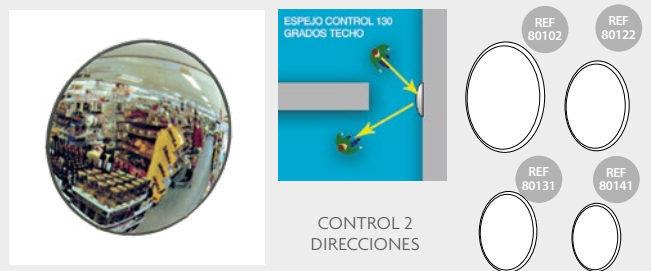 ESPEJO CONTROL 130
GRADOS TECHO
CONTROL 2
DIRECCIONES
REF
80102
REF
80122
REF
80131
REF
80141